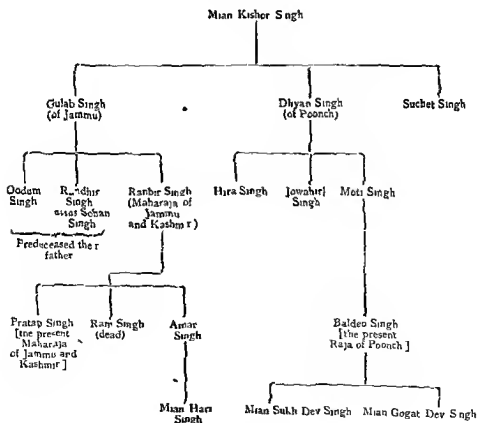 Mian Kishor Singh
Gulab Singh
(of Jammu)
Dhyan Singh
(of Poonch)
Suchet Singh
Oodam
Singh
Randhir
Singh
alias Sohan
Singh
Ranbir Singh
(Maharaja of
Jammu
and Kashmir)
Hira Singh
Jowahir
Singh
Moti Singh
Predeceased their
father
Pratap Singh
[the present
Maharaja
of Jammu and
Kashmir]
Ram Singh
(dead)
Amar
Singh
Baldeo Singh
[the present
Raja of Poonch]
Mian Hari
Singh
Mian Sukh Dev Singh
Mian Gogat Dev Singh